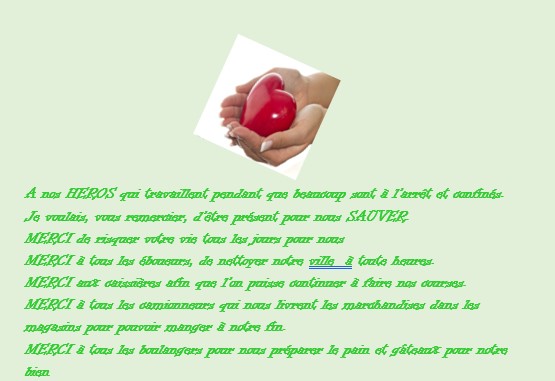 A nos HEROS qui travaillent pendant que beaucoup sont à l'arrêt et confinés.
Je voulais, vous remercier, d'être présent pour nous SAUVER.
MERCI de risquer votre vie tous les jours pour nous
MERCI à tous les éboueurs, de nettoyer notre ville à toute heures.
MERCI aux caissières afin que l'on puisse continuer à faire nos courses.
MERCI à tous les camionneurs qui nous livrent les marchandises dans les
magasins pour pouvoir manger à notre fin.
MERCI à tous les boulangers pour nous préparer le pain et gâteaux pour notre
bien